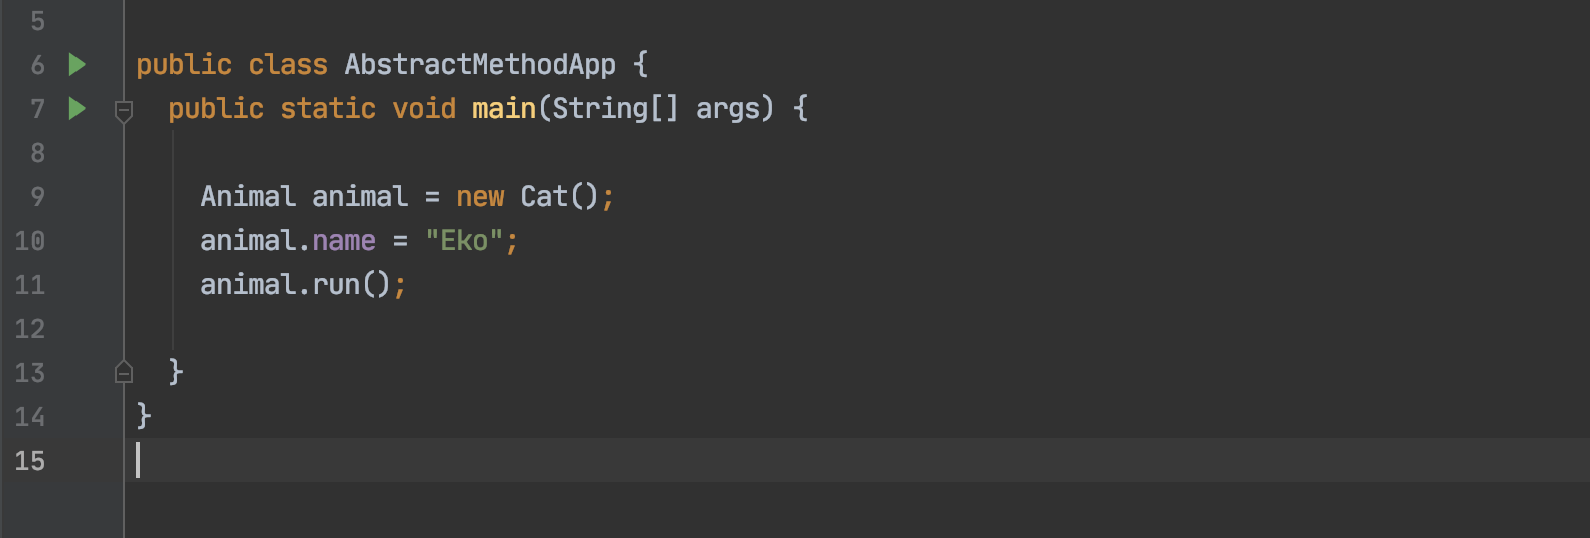 5
6 public class AbstractMethodApp {
7 public static void main(String[] args) {
8
9 Animal animal = new Cat();
10 animal.name = "Eko";
11 animal.run();
12
13 }
14 }
15